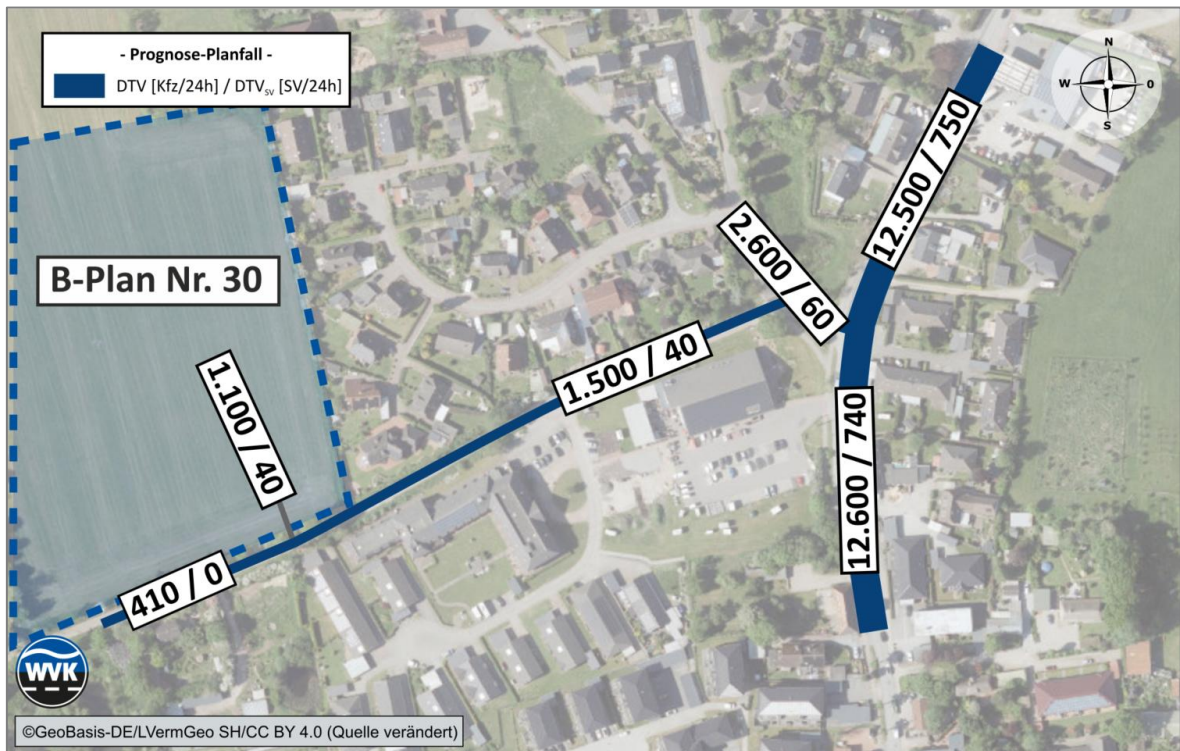 - Prognose-Planfall -
DTV [Kfz/24h] / DTVSV [SV/24h]
N
W
O
S
12.500 / 750
2.600 / 60
B-Plan Nr. 30
1.500 / 40
1.100 / 40
12.600 / 740
410 / 0
WVK
©GeoBasis-DE/LVermGeo SH/CC BY 4.0 (Quelle verändert)